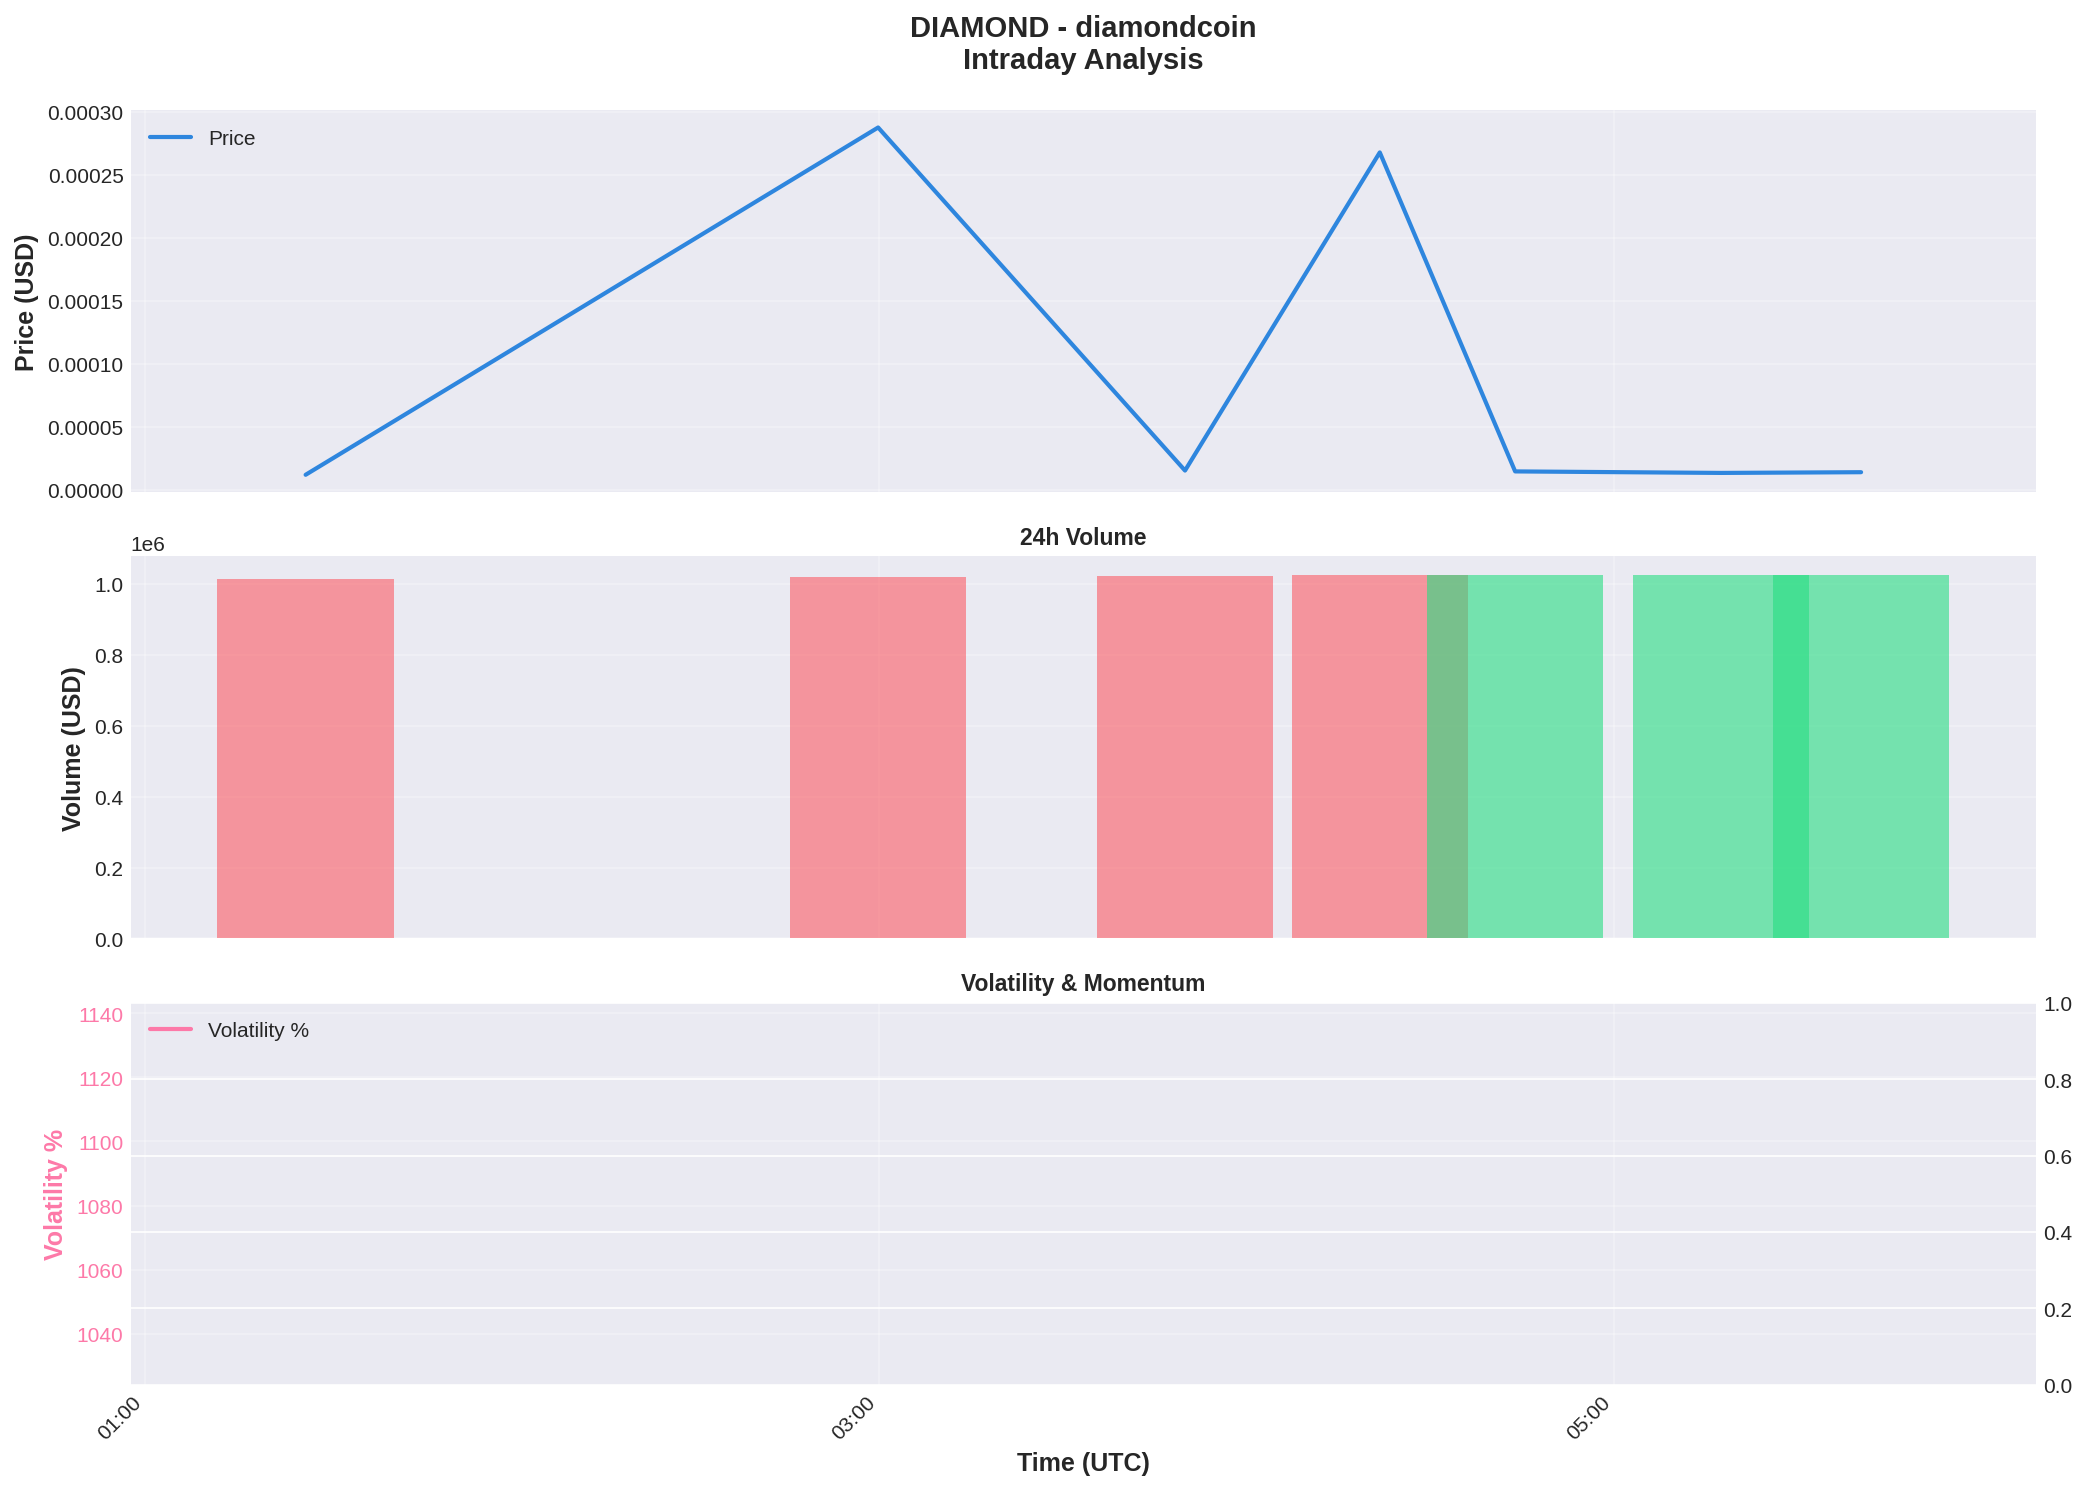 DIAMOND - diamondcoin
Intraday Analysis
0.00030
0.00025
0.00020
0.00015
0.00010
0.00005
0.00000
Price (USD)
Price
24h Volume
1e6
1.0
0.8
0.6
0.4
0.2
0.0
Volume (USD)
Volatility & Momentum
1140
1120
1100
1080
1060
1040
Volatility %
Volatility %
1.0
0.8
0.6
0.4
0.2
0.0
01:00
03:00
05:00
Time (UTC)